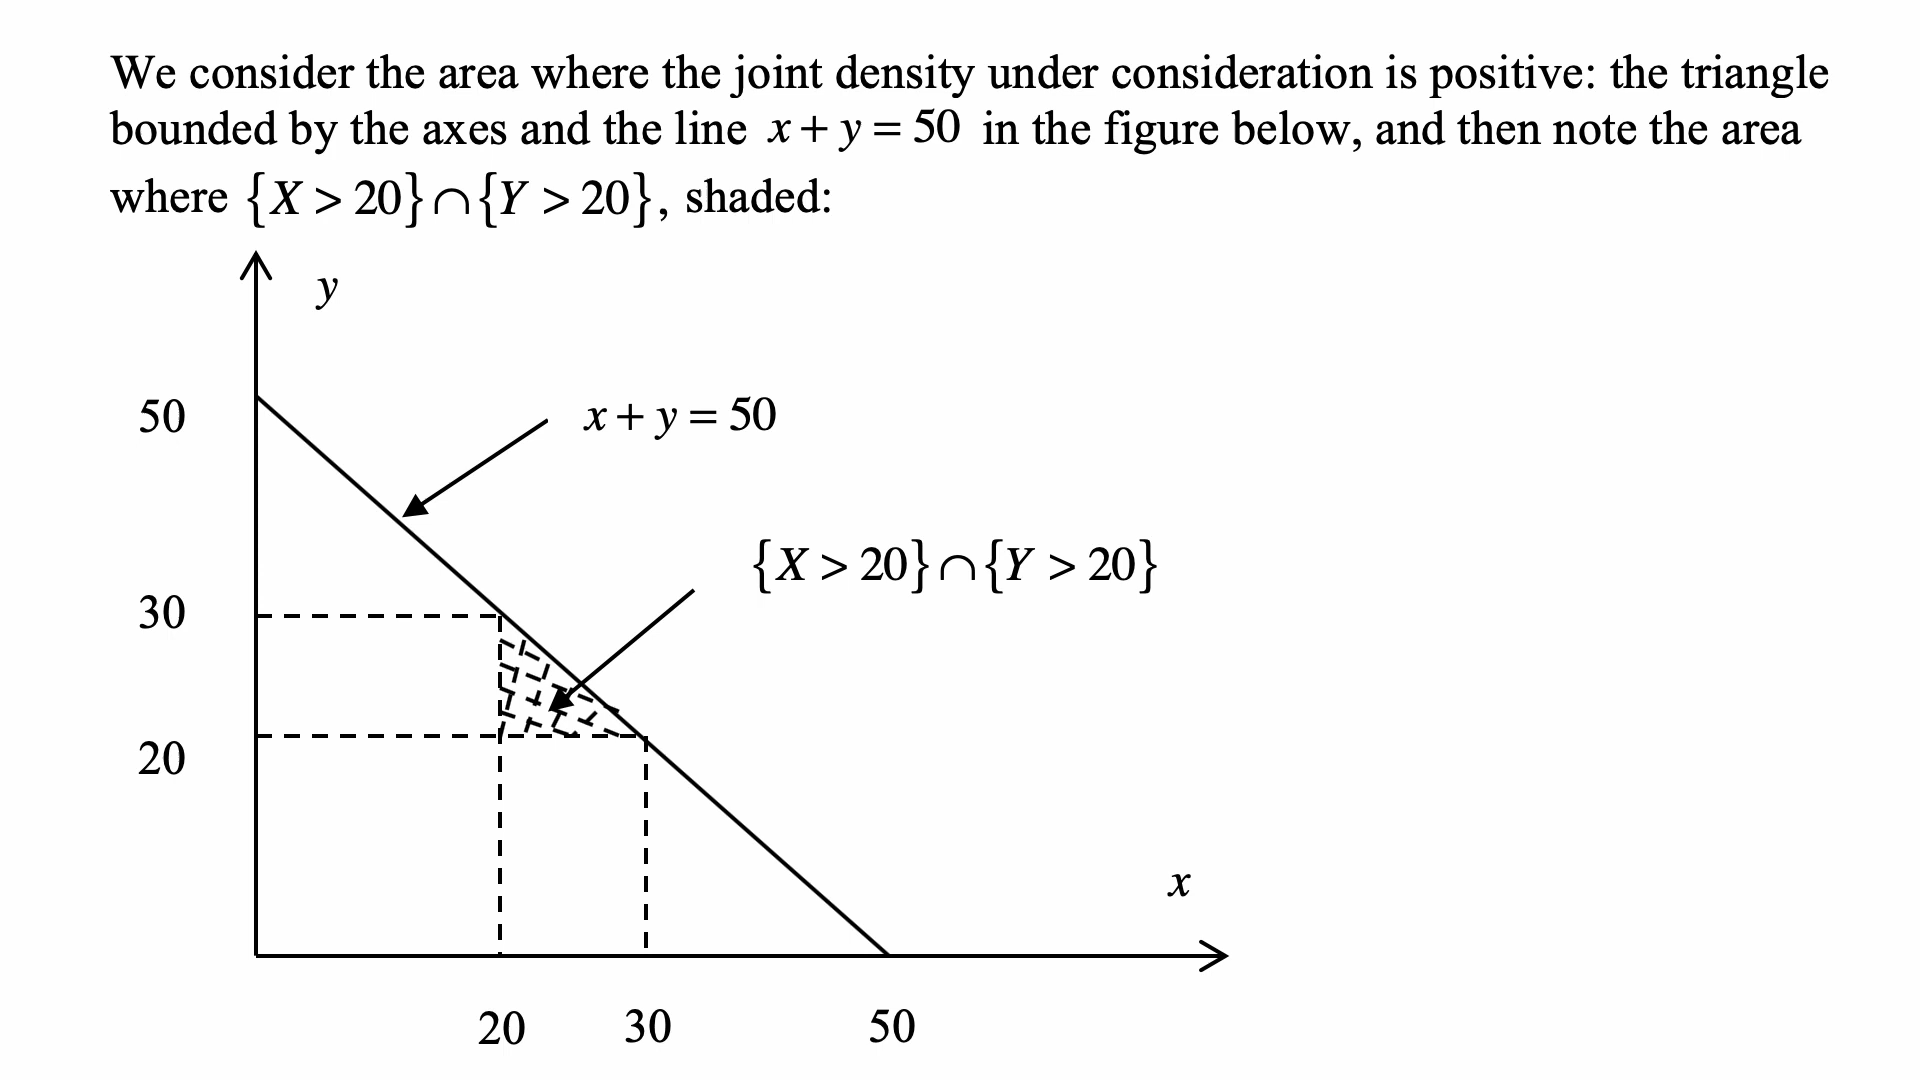 We consider the area where the joint density under consideration is positive: the triangle
bounded by the axes and the line x + y = 50 in the figure below, and then note the area
where {X > 20}∩{Y > 20}, shaded:
y
50
x + y = 50
{X > 20}∩{Y > 20}
30
20
x
20 30 50